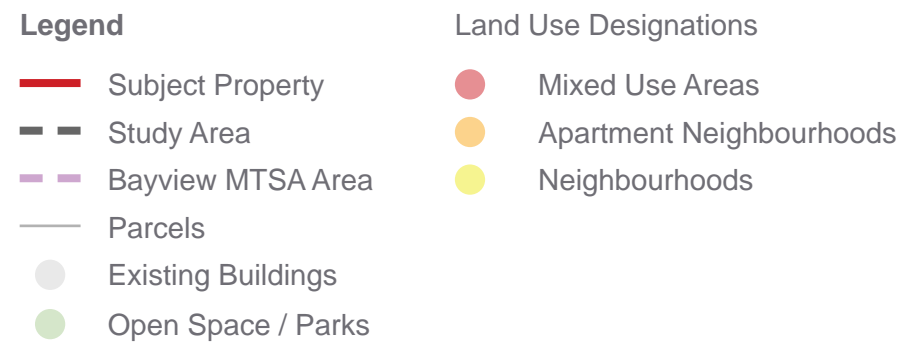 Legend
Subject Property
Study Area
Bayview MTSA Area
Parcels
Existing Buildings
Open Space / Parks
Land Use Designations
Mixed Use Areas
Apartment Neighbourhoods
Neighbourhoods